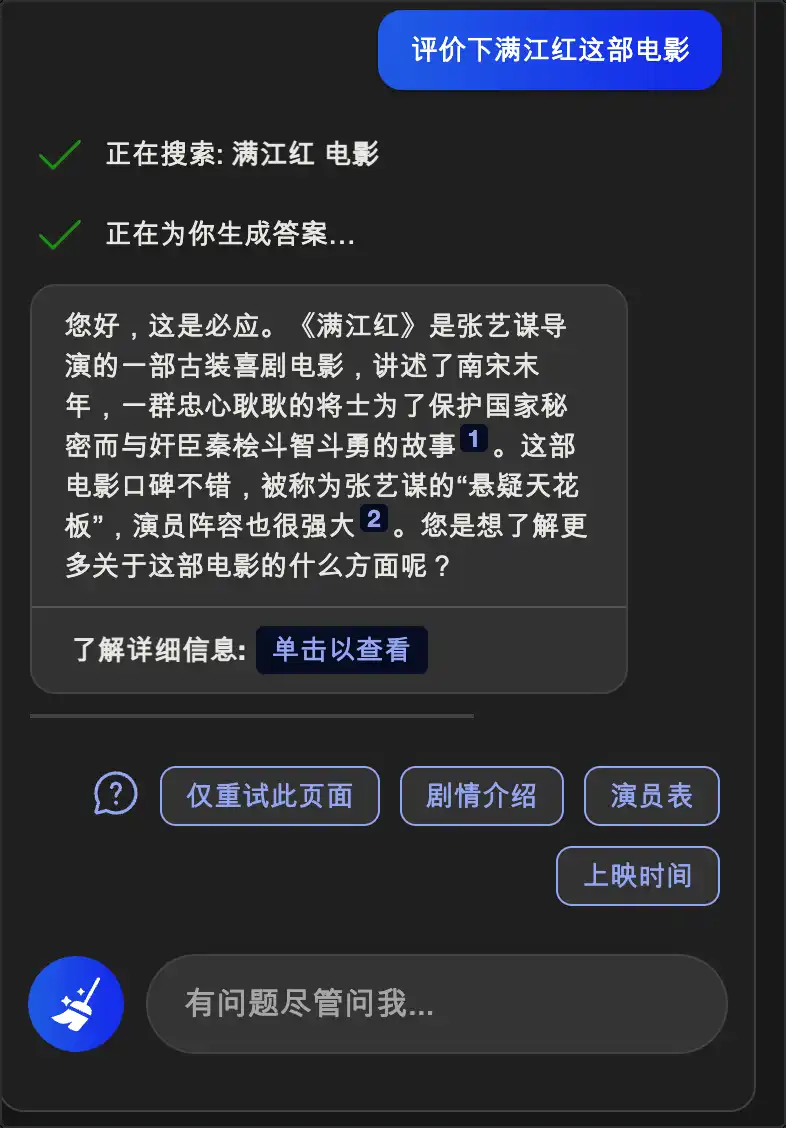 评价下满江红这部电影
正在搜索: 满江红 电影
正在为你生成答案...
您好，这是必应。《满江红》是张艺谋导
演的一部古装喜剧电影，讲述了南宋末
年，一群忠心耿耿的将士为了保护国家秘
密而与奸臣秦桧斗智斗勇的故事1。这部
电影口碑不错，被称为张艺谋的“悬疑天花
板”，演员阵容也很强大2。您是想了解更
多关于这部电影的什么方面呢？
了解详细信息: 单击以查看
仅重试此页面 剧情介绍 演员表
上映时间
有问题尽管问我...